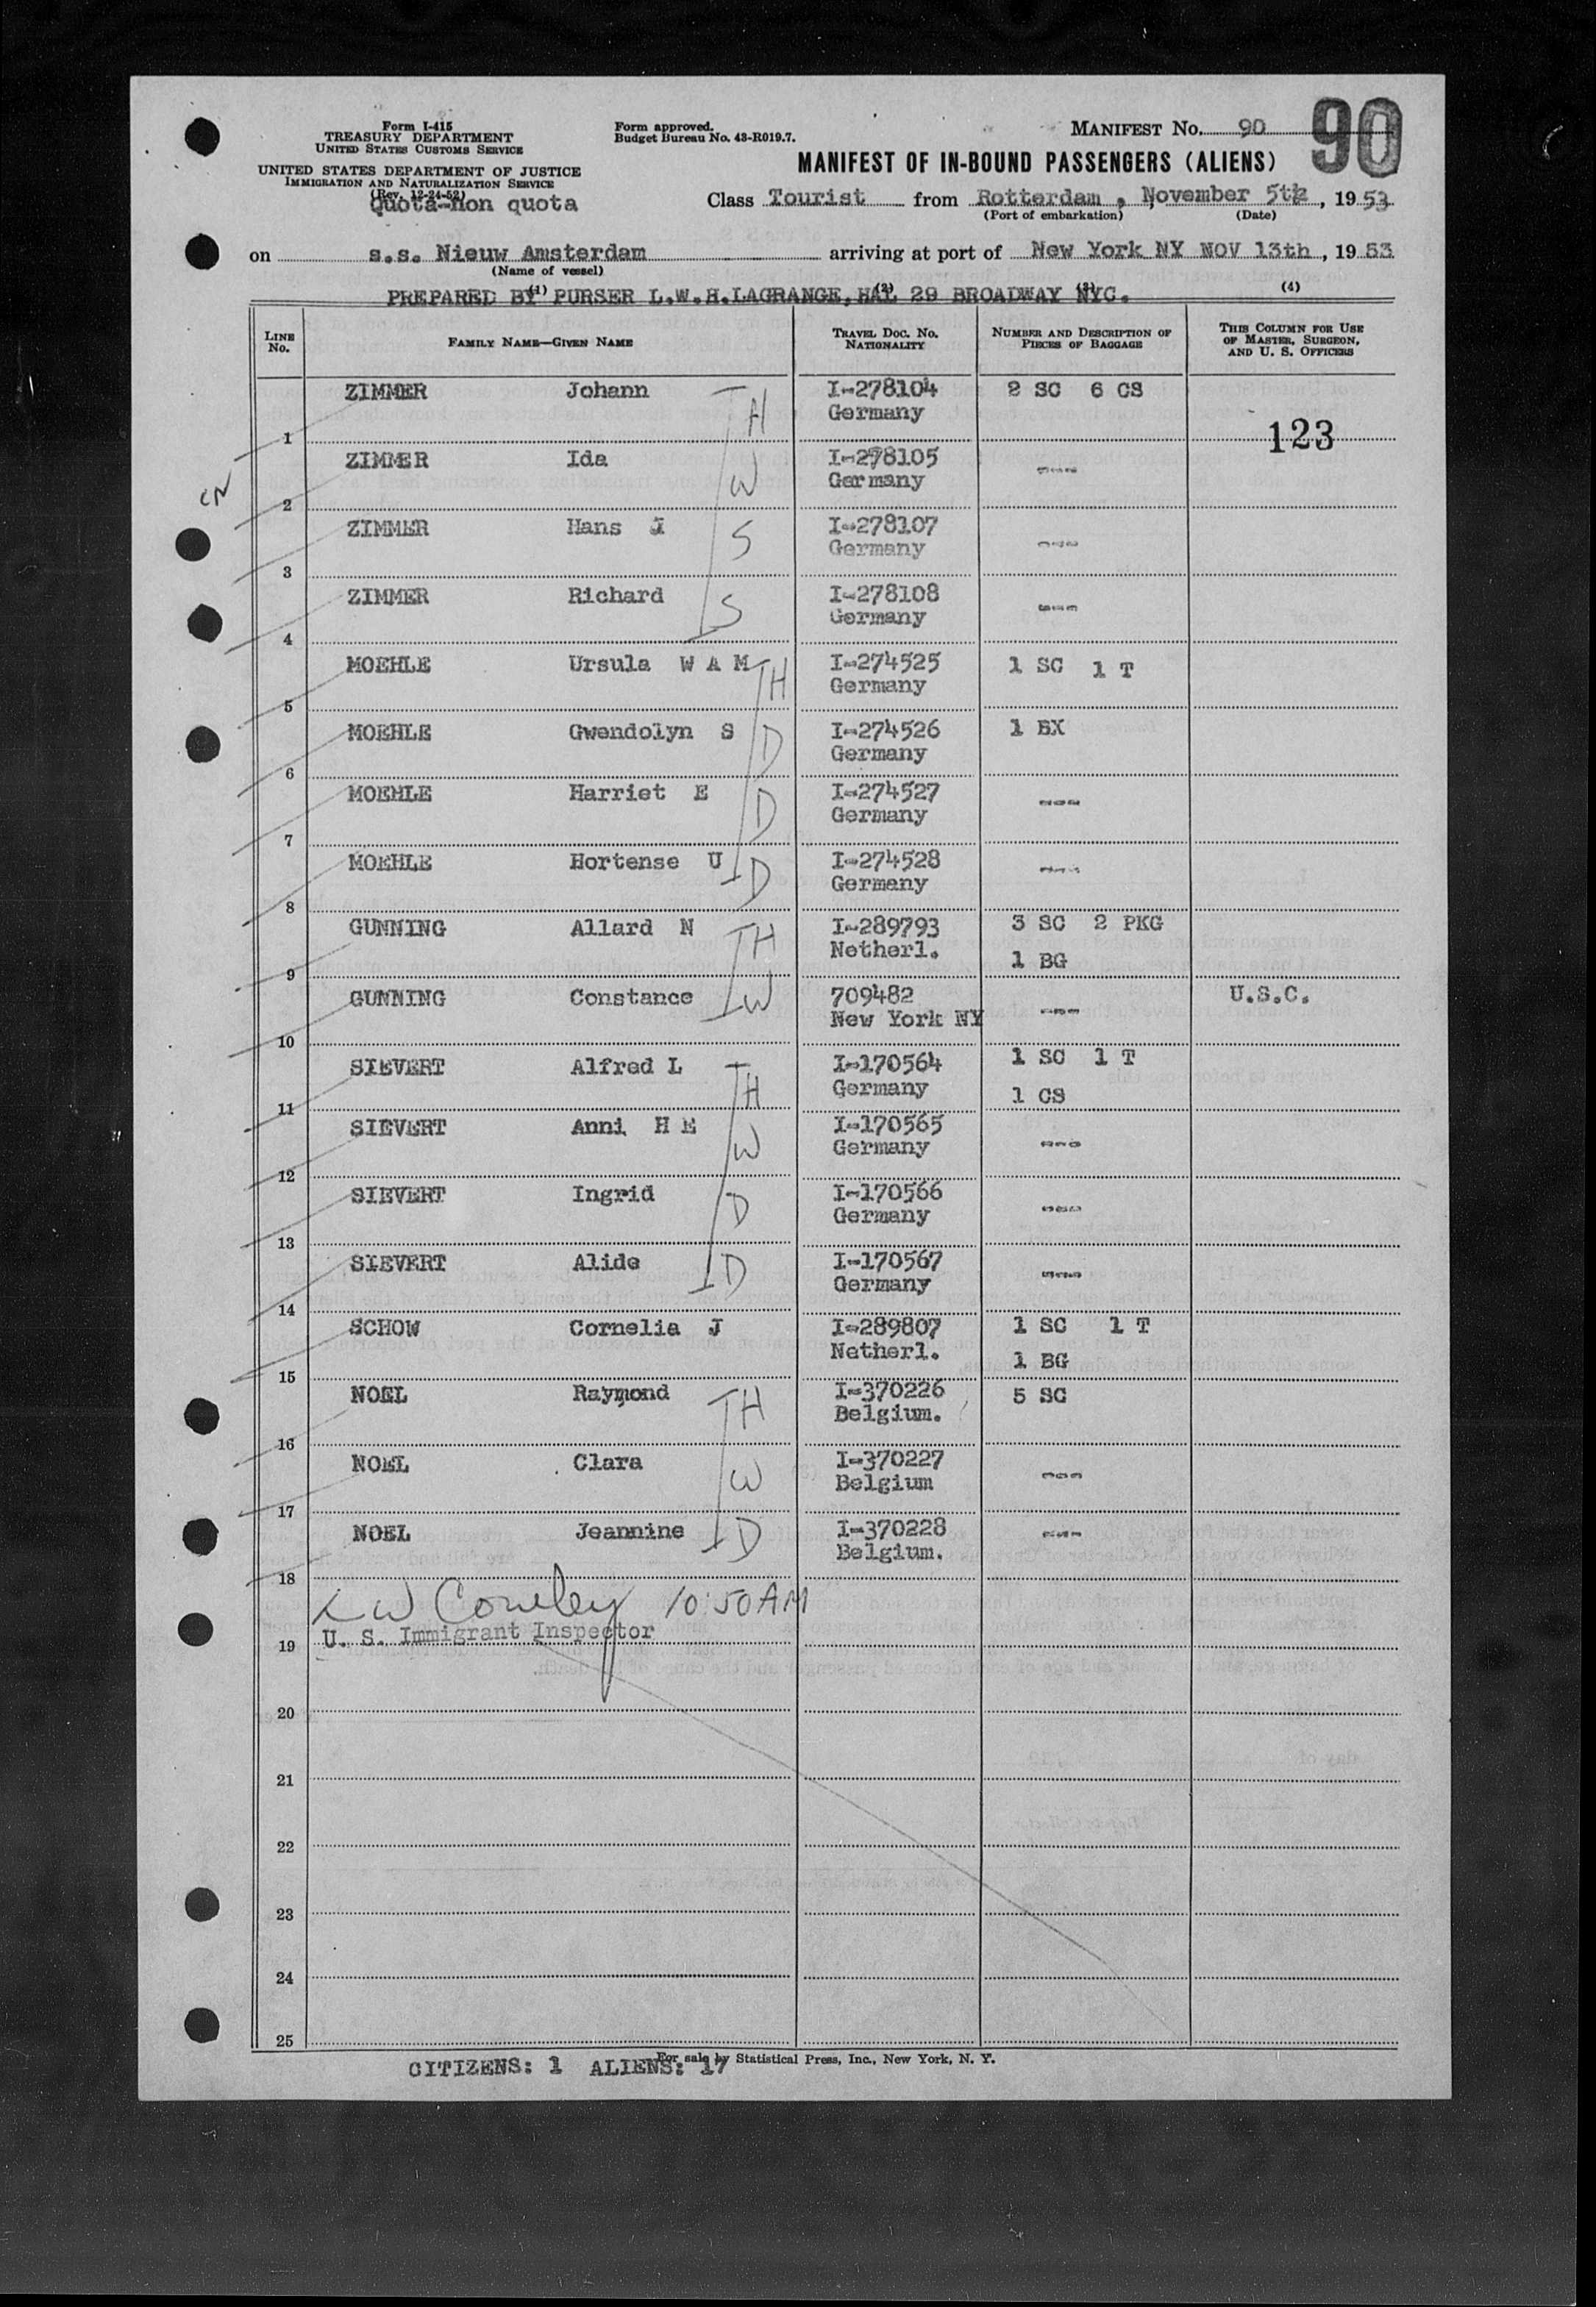 Form I-415
TREASURY DEPARTMENT
UNITED STATES CUSTOMS SERVICE
UNITED STATES DEPARTMENT OF JUSTICE
IMMIGRATION AND NATURALIZATION SERVICE
(Rev. 12-24-52)
Quota-non quota
Form approved.
Budget Bureau No. 43-R019.7.
MANIFEST No. 90
90
MANIFEST OF IN-BOUND PASSENGERS (ALIENS)
Class Tourist from Rotterdam, November 5th, 1953
(Port of embarkation) (Date)
on s.s. Nieuw Amsterdam arriving at port of New York NY NOV 13th, 1953
(Name of vessel)
PREPARED BY PURSER L.W.H.LAGRANGE,HAL 29 BROADWAY NYC.
(1) (2) (3) (4)
LINE No. FAMILY NAME—GIVEN NAME TRAVEL DOC. NO. NATIONALITY NUMBER AND DESCRIPTION OF PIECES OF BAGGAGE THIS COLUMN FOR USE OF MASTER, SURGEON, AND U. S. OFFICERS
1 ZIMMER Johann H I-278104 Germany 2 SC 6 CS 123
CN
2 ZIMMER Ida W I-278105 Germany ----
3 ZIMMER Hans J S I-278107 Germany ----
4 ZIMMER Richard S I-278108 Germany ----
5 MOEHLE Ursula W A M H I-274525 Germany 1 SC 1 T
6 MOEHLE Gwendolyn S D I-274526 Germany 1 BX
7 MOEHLE Harriet E D I-274527 Germany ----
8 MOEHLE Hortense U D I-274528 Germany ----
9 GUNNING Allard N H I-289793 Netherl. 3 SC 2 PKG 1 BG
10 GUNNING Constance W 709482 New York NY ---- U.S.C.
11 SIEVERT Alfred L H I-170564 Germany 1 SC 1 T 1 CS
12 SIEVERT Anni H E W I-170565 Germany ----
13 SIEVERT Ingrid D I-170566 Germany ----
14 SIEVERT Alide D I-170567 Germany ----
15 SCHOW Cornelia J I-289807 Netherl. 1 SC 1 T 1 BG
16 NOEL Raymond H I-370226 Belgium. 5 SC
17 NOEL Clara W I-370227 Belgium ----
18 NOEL Jeannine D I-370228 Belgium. ----
10:50 AM
19 U. S. Immigrant Inspector
20
21
22
23
24
25
For sale by Statistical Press, Inc., New York, N. Y.
CITIZENS: 1 ALIENS: 17